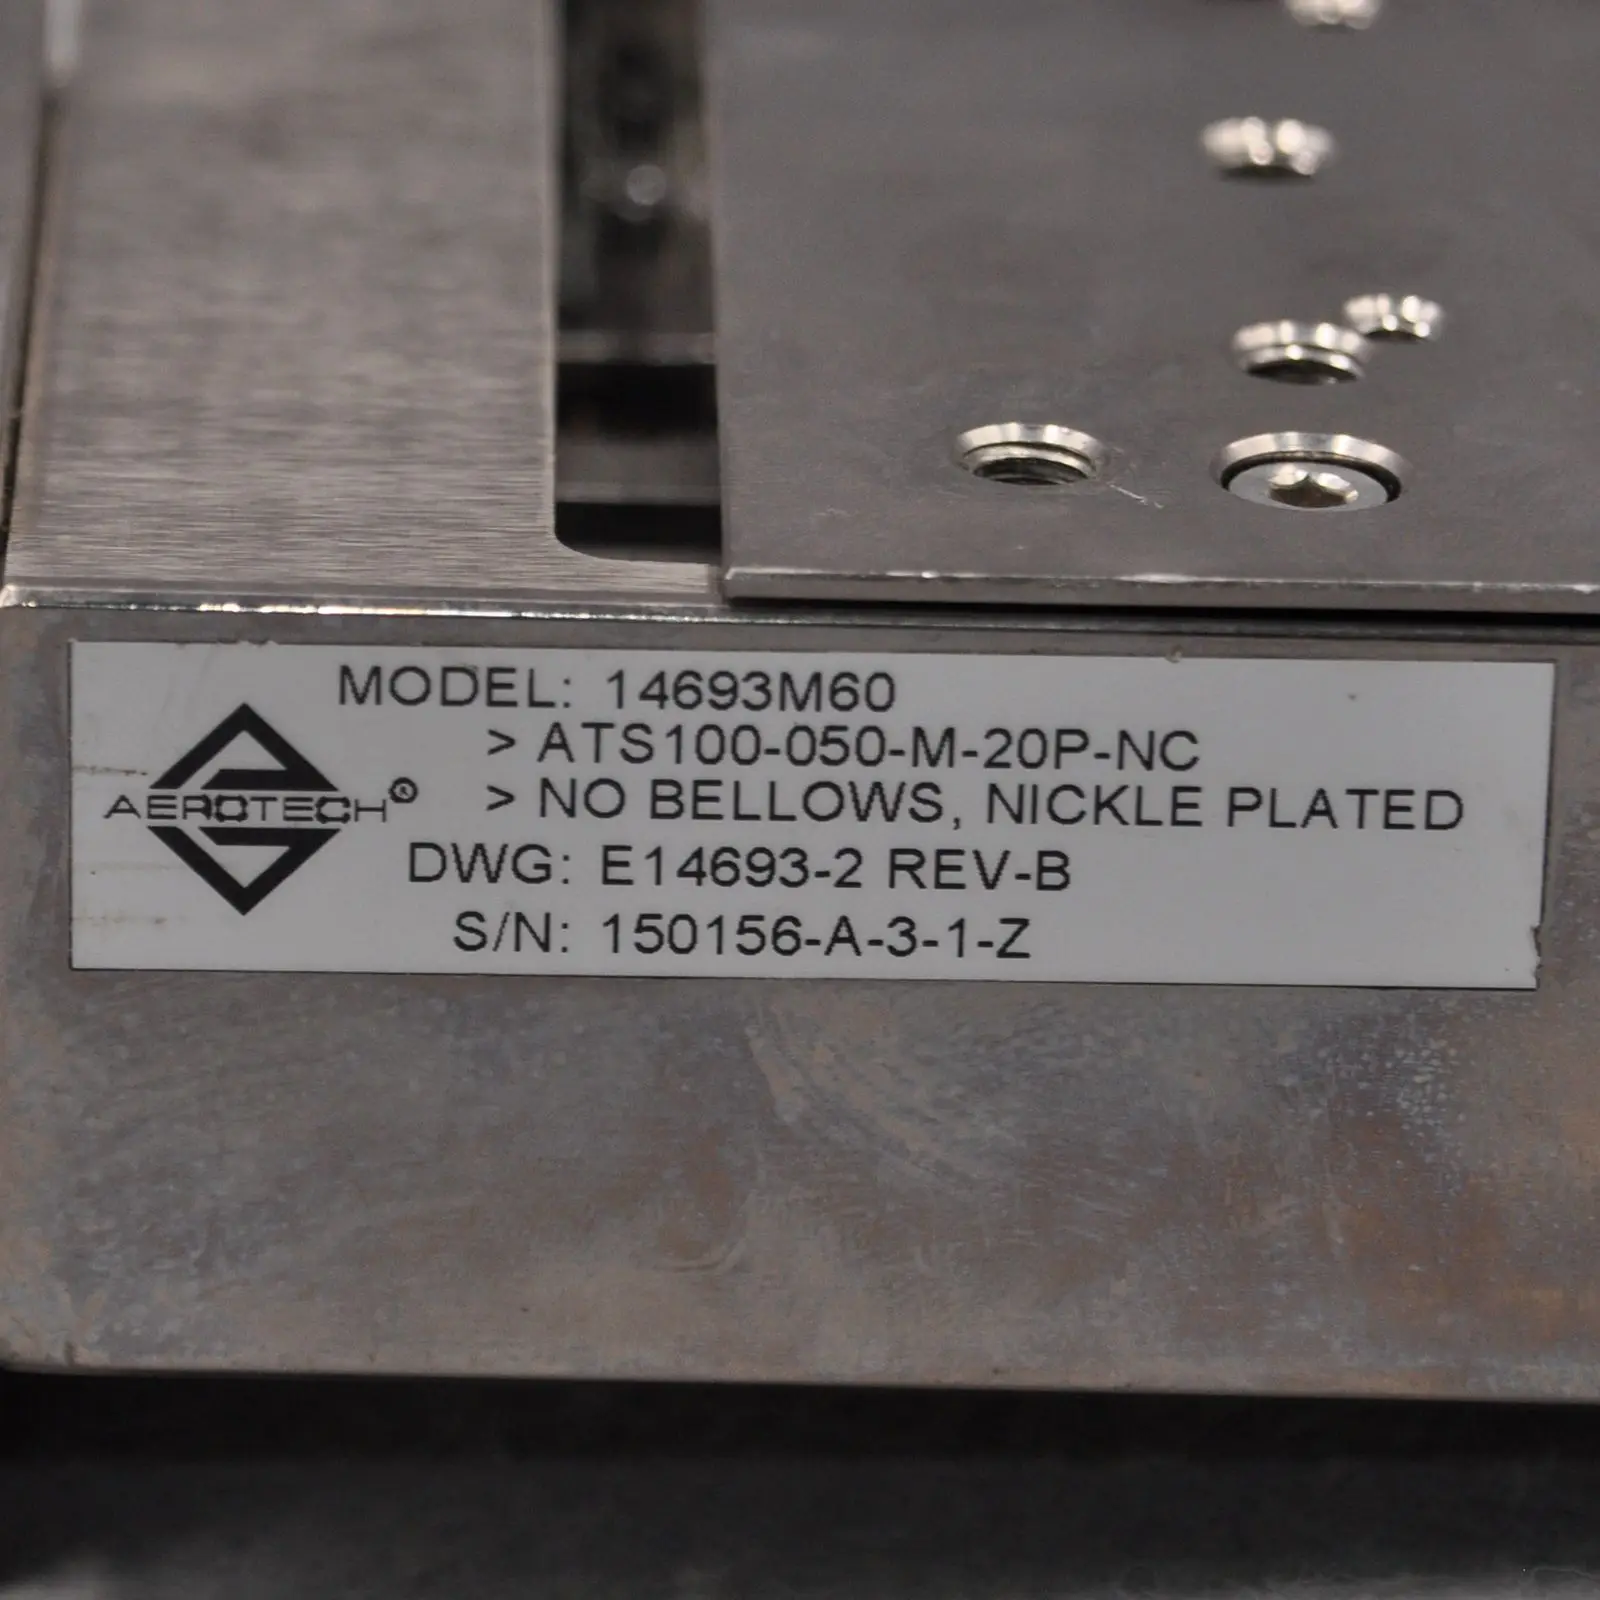 MODEL: 14693M60
> ATS100-050-M-20P-NC
AEROTECH® > NO BELLOWS, NICKLE PLATED
DWG: E14693-2 REV-B
S/N: 150156-A-3-1-Z